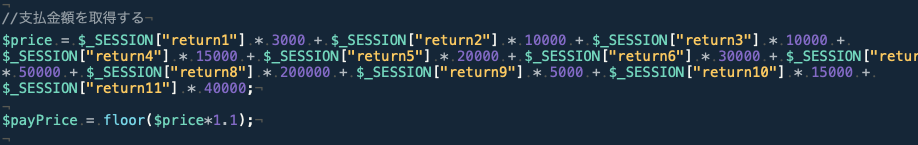 //支払金額を取得する
$price = $_SESSION["return1"] * 3000 + $_SESSION["return2"] * 10000 + $_SESSION["return3"] * 10000 +
$_SESSION["return4"] * 15000 + $_SESSION["return5"] * 20000 + $_SESSION["return6"] * 30000 + $_SESSION["retur
* 50000 + $_SESSION["return8"] * 200000 + $_SESSION["return9"] * 5000 + $_SESSION["return10"] * 15000 +
$_SESSION["return11"] * 40000;
$payPrice = floor($price*1.1);